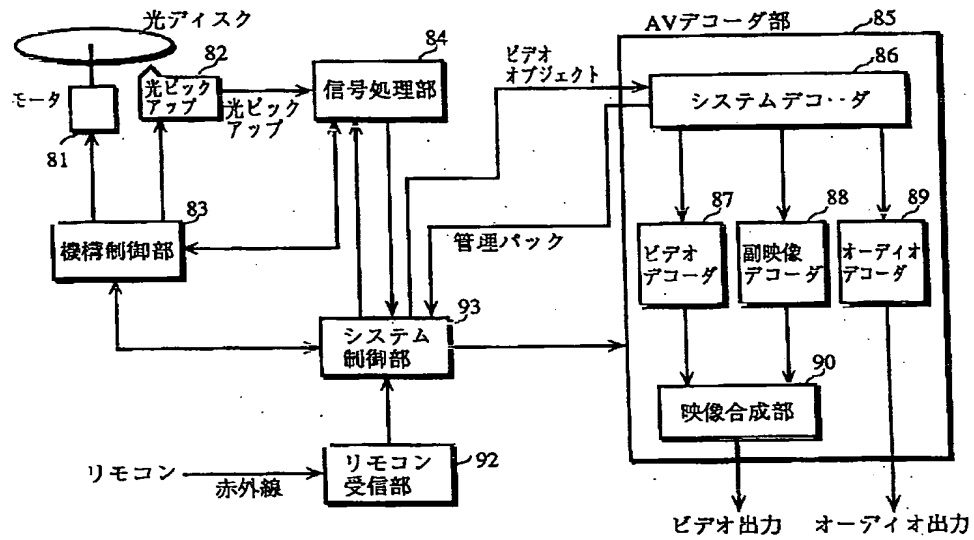 光ディスク
モータ
81
82
光ピック
アップ
光ピック
アップ
84
信号処理部
ビデオ
オブジェクト
AVデコーダ部
85
86
システムデコーダ
83
機構制御部
管理パック
87
ビデオ
デコーダ
88
副映像
デコーダ
89
オーディオ
デコーダ
93
システム
制御部
90
映像合成部
リモコン
赤外線
リモコン
受信部
92
ビデオ出力
オーディオ出力